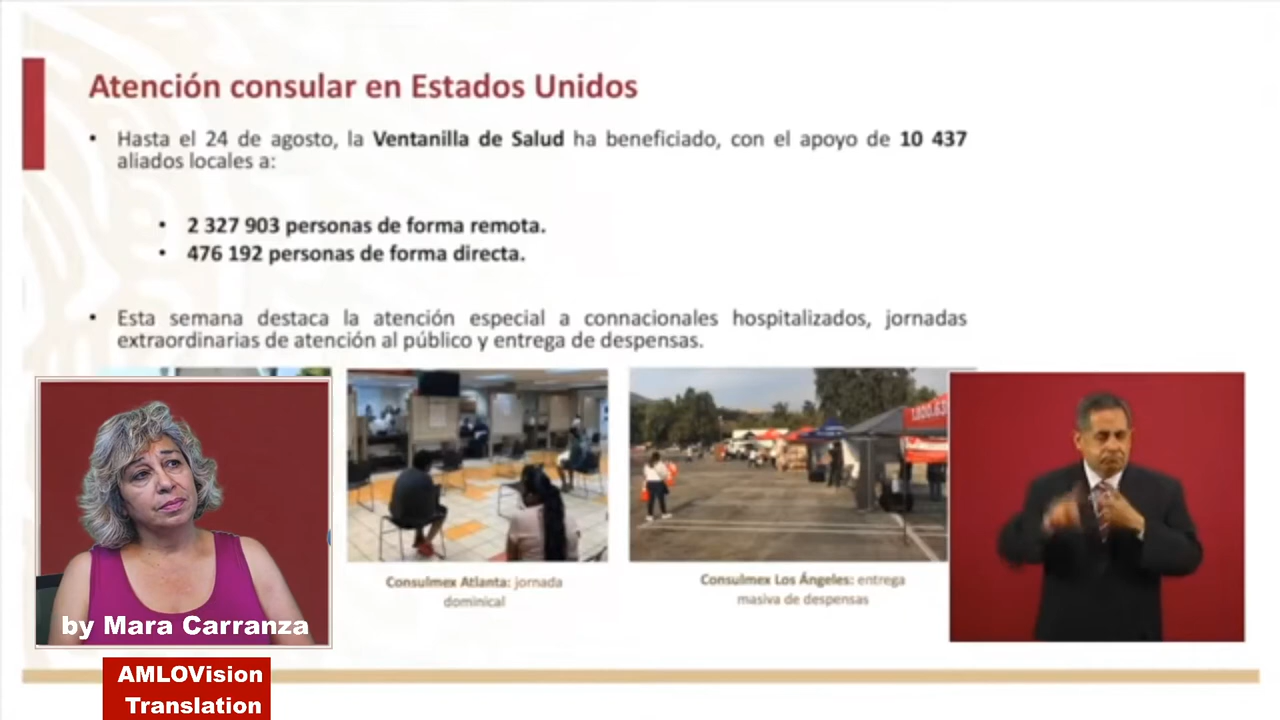 Atención consular en Estados Unidos
• Hasta el 24 de agosto, la Ventanilla de Salud ha beneficiado, con el apoyo de 10 437
aliados locales a:
• 2 327 903 personas de forma remota.
• 476 192 personas de forma directa.
• Esta semana destaca la atención especial a connacionales hospitalizados, jornadas
extraordinarias de atención al público y entrega de despensas.
Consulmex Atlanta: jornada
dominical
Consulmex Los Ángeles: entrega
masiva de despensas
by Mara Carranza
AMLOVision
Translation